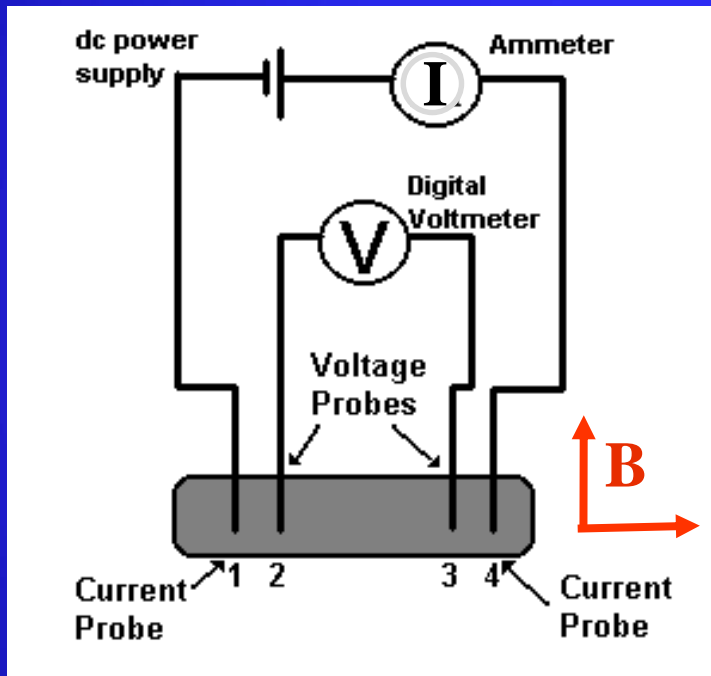 dc power
supply
Ammeter
I
Digital
Voltmeter
V
Voltage
Probes
B
1 2 3 4
Current
Probe
Current
Probe